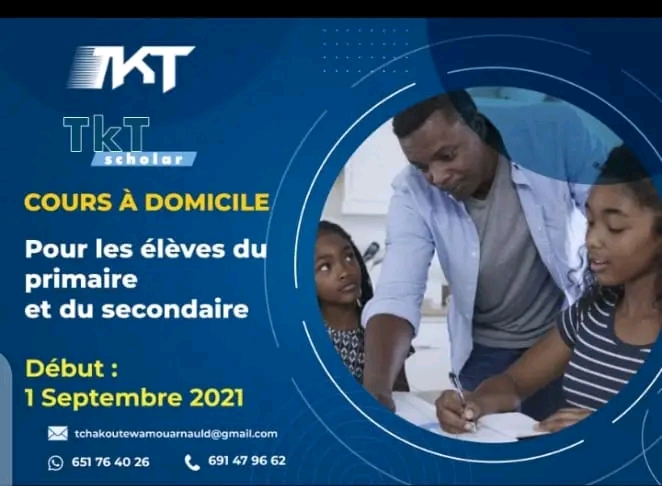 TKT
TkT
scholar
COURS À DOMICILE
Pour les élèves du
primaire
et du secondaire
Début :
1 Septembre 2021
tchakoutewamouarnauld@gmail.com
651 76 40 26 691 47 96 62